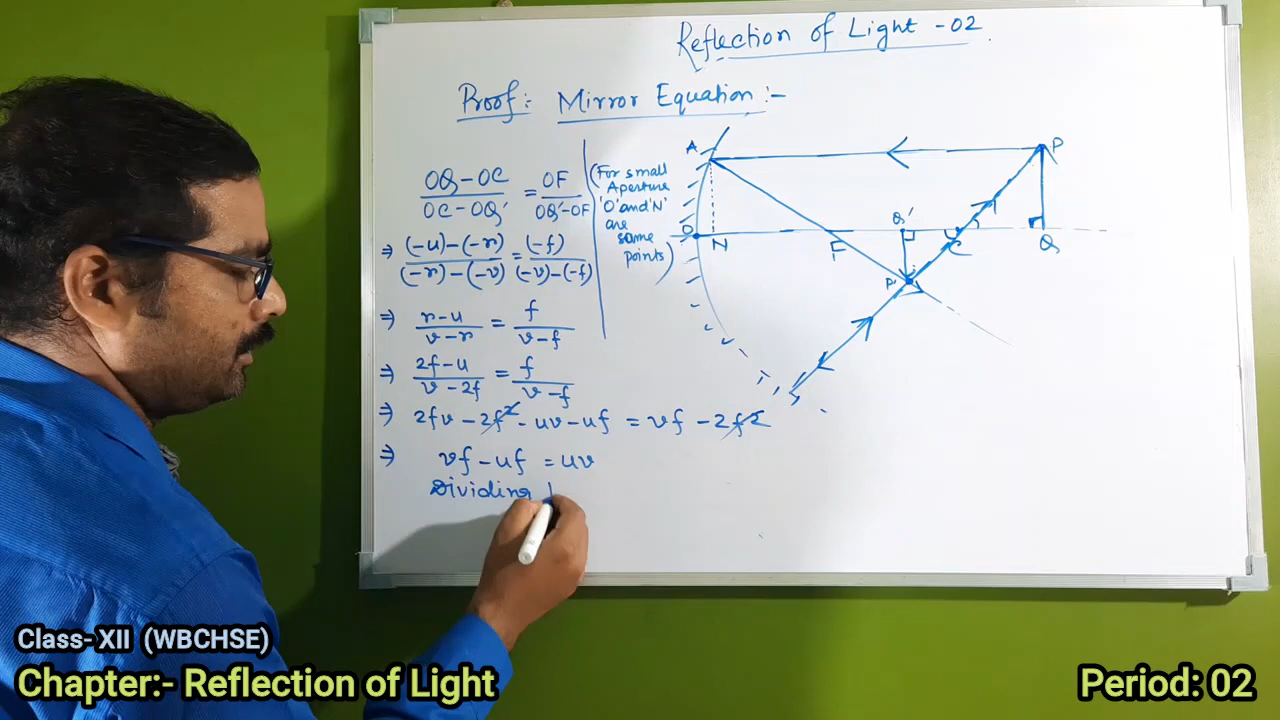 Reflection of Light -02.
Proof:- Mirror Equation:-
OQ-OC/OC-OQ' = OF/OQ'-OF
(For small
Aperture
'O' and 'N'
are
same
points)
⇒ (-u)-(-r)/(-r)-(-v) = (-f)/(-v)-(-f)
⇒ r-u/v-r = f/v-f
⇒ 2f-u/v-2f = f/v-f
⇒ 2fv-2f²-uv-uf = vf-2f²
⇒ vf-uf = uv
Dividing
A
P
O
N
F
Q'
C
Q
P'
Class- XII (WBCHSE)
Chapter:- Reflection of Light
Period: 02